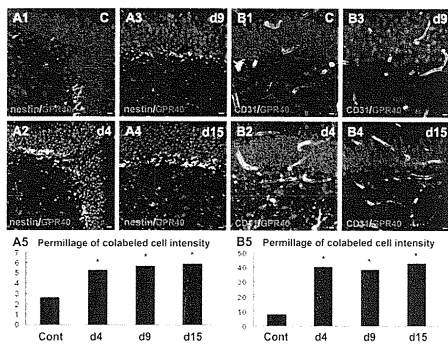 A1 C
nestin/GPR40
A3 d9
nestin/GPR40
B1 C
CD31/GPR40
B3 d9
CD31/GPR40
A2 d4
nestin/GPR40
A4 d15
nestin/GPR40
B2 d4
CD31/GPR40
B4 d15
CD31/GPR40
A5 Permillage of colabeled cell intensity
7
6
5
4
3
2
1
0
* * *
Cont d4 d9 d15
B5 Permillage of colabeled cell intensity
50
40
30
20
10
0
* * *
Cont d4 d9 d15